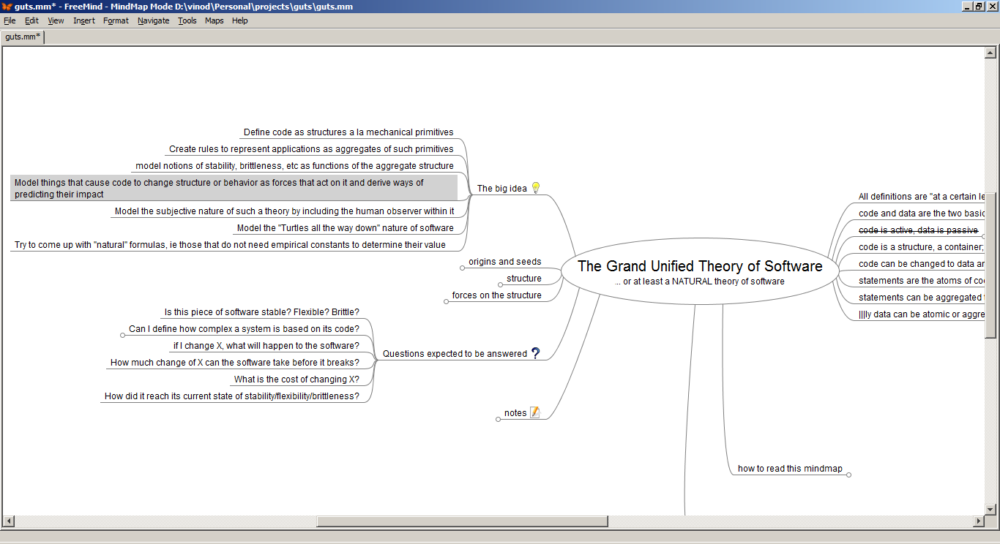 guts.mm* - FreeMind - MindMap Mode D:\vinod\Personal\projects\guts\guts.mm
File Edit View Insert Format Navigate Tools Maps Help
guts.mm*
Define code as structures a la mechanical primitives
Create rules to represent applications as aggregates of such primitives
model notions of stability, brittleness, etc as functions of the aggregate structure
Model things that cause code to change structure or behavior as forces that act on it and derive ways of
predicting their impact
Model the subjective nature of such a theory by including the human observer within it
Model the "Turtles all the way down" nature of software
Try to come up with "natural" formulas, ie those that do not need empirical constants to determine their value
The big idea
origins and seeds
structure
forces on the structure
Is this piece of software stable? Flexible? Brittle?
Can I define how complex a system is based on its code?
if I change X, what will happen to the software?
How much change of X can the software take before it breaks?
What is the cost of changing X?
How did it reach its current state of stability/flexibility/brittleness?
Questions expected to be answered
notes
The Grand Unified Theory of Software
... or at least a NATURAL theory of software
All definitions are "at a certain le
code and data are the two basic
code is active, data is passive
code is a structure, a container;
code can be changed to data an
statements are the atoms of co
statements can be aggregated
|||ly data can be atomic or aggre
how to read this mindmap